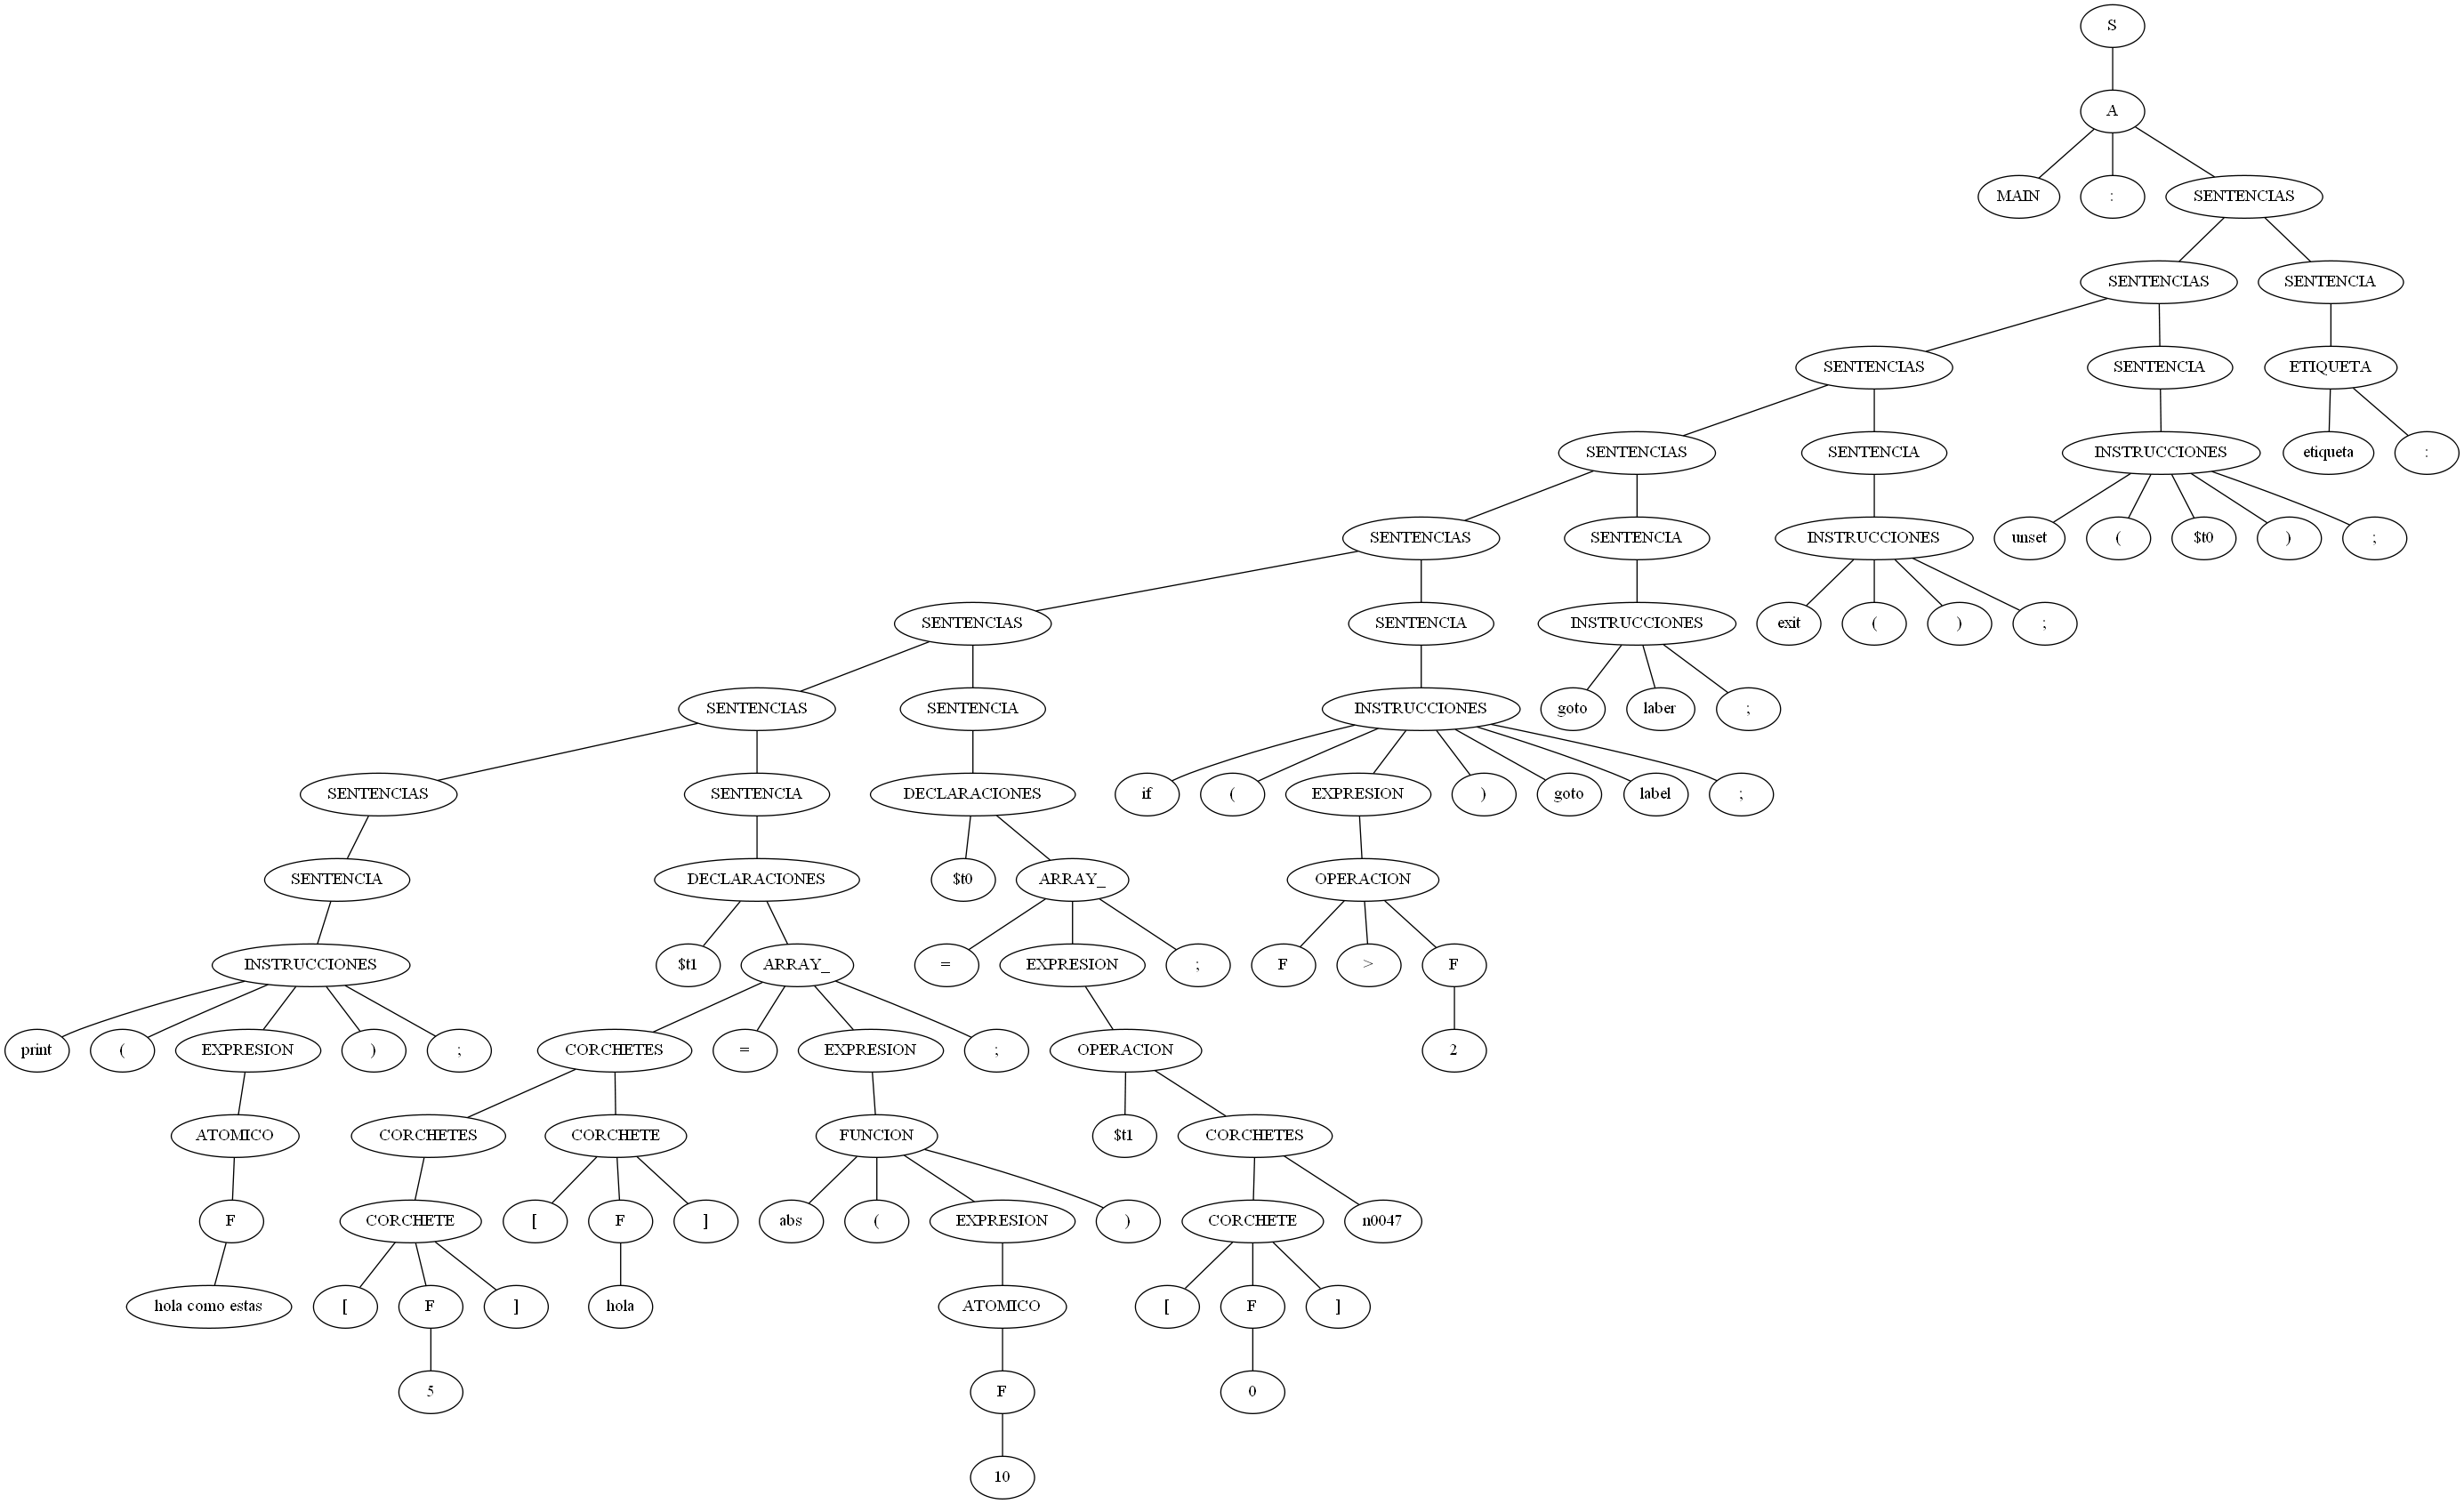 S
A
MAIN : SENTENCIAS
SENTENCIAS SENTENCIA
SENTENCIAS SENTENCIA ETIQUETA
SENTENCIAS SENTENCIA INSTRUCCIONES etiqueta :
SENTENCIAS SENTENCIA INSTRUCCIONES unset ( $t0 ) ;
SENTENCIAS SENTENCIA INSTRUCCIONES exit ( ) ;
SENTENCIAS SENTENCIA INSTRUCCIONES goto laber ;
SENTENCIAS SENTENCIA DECLARACIONES if ( EXPRESION ) goto label ;
SENTENCIA DECLARACIONES $t0 ARRAY_ OPERACION
INSTRUCCIONES $t1 ARRAY_ = EXPRESION ; F > F
print ( EXPRESION ) ; CORCHETES = EXPRESION ; OPERACION 2
ATOMICO CORCHETES CORCHETE FUNCION $t1 CORCHETES
F CORCHETE [ F ] abs ( EXPRESION ) CORCHETE n0047
hola como estas [ F ] hola ATOMICO [ F ]
5 F 0
10